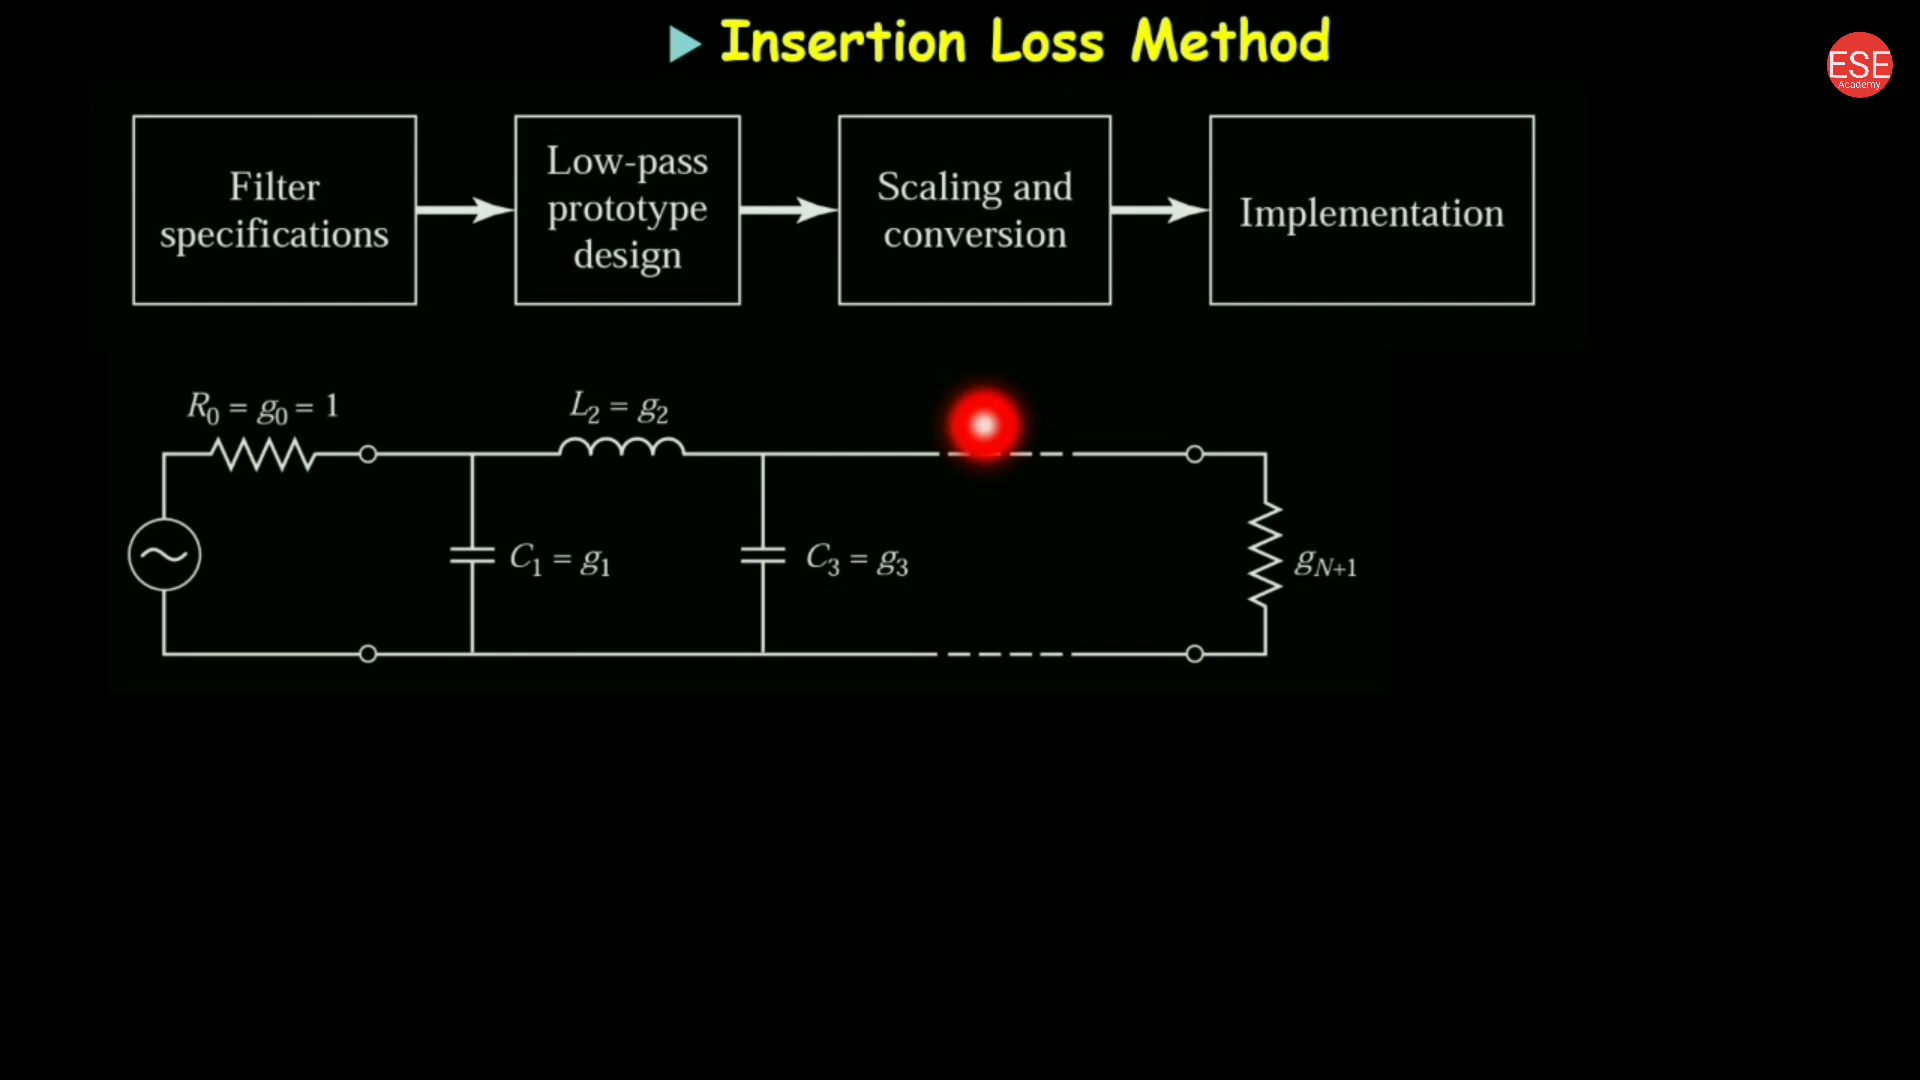 Insertion Loss Method
ESE
Academy
Filter
specifications
Low-pass
prototype
design
Scaling and
conversion
Implementation
R₀ = g₀ = 1
L₂ = g₂
C₁ = g₁
C₃ = g₃
g_{N+1}